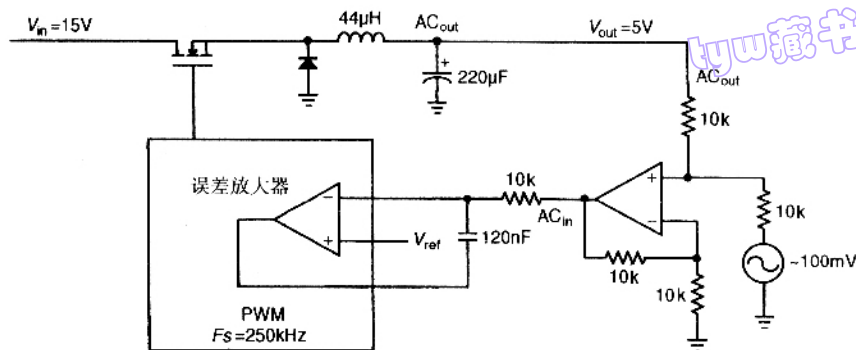 Vin=15V
44μH
ACout
Vout=5V
tyw藏书
220μF
ACout
10k
误差放大器
10k
ACin
10k
~100mV
Vref
120nF
10k
10k
PWM
Fs=250kHz
+
+
−
−
+